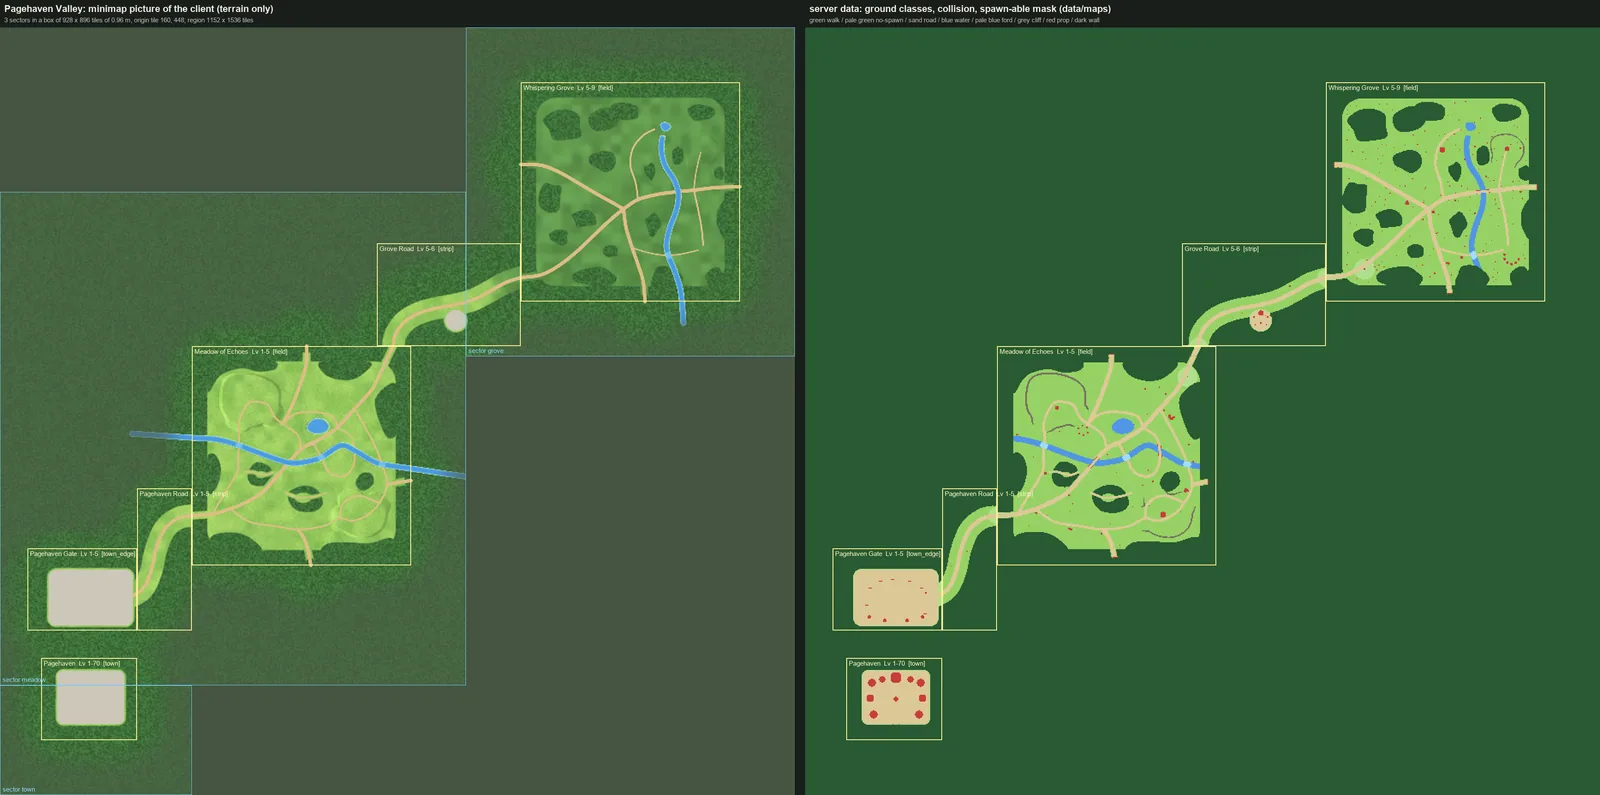 Pagehaven Valley: minimap picture of the client (terrain only)
3 sectors in a box of 928 x 896 tiles of 0.96 m, origin tile 160, 448, region 1152 x 1536 tiles
Whispering Grove Lv 5-9 [field]
Grove Road Lv 5-6 [strip]
sector grove
Meadow of Echoes Lv 1-5 [field]
Pagehaven Road Lv 1-5 [strip]
Pagehaven Gate Lv 1-5 [town_edge]
Pagehaven Lv 1-70 [town]
sector meadow
sector town
server data: ground classes, collision, spawn-able mask (data/maps)
green walk / pale green no-spawn / sand road / blue water / pale blue ford / grey cliff / red prop / dark wall
Whispering Grove Lv 5-9 [field]
Grove Road Lv 5-6 [strip]
Meadow of Echoes Lv 1-5 [field]
Pagehaven Road Lv 1-5 [strip]
Pagehaven Gate Lv 1-5 [town_edge]
Pagehaven Lv 1-70 [town]